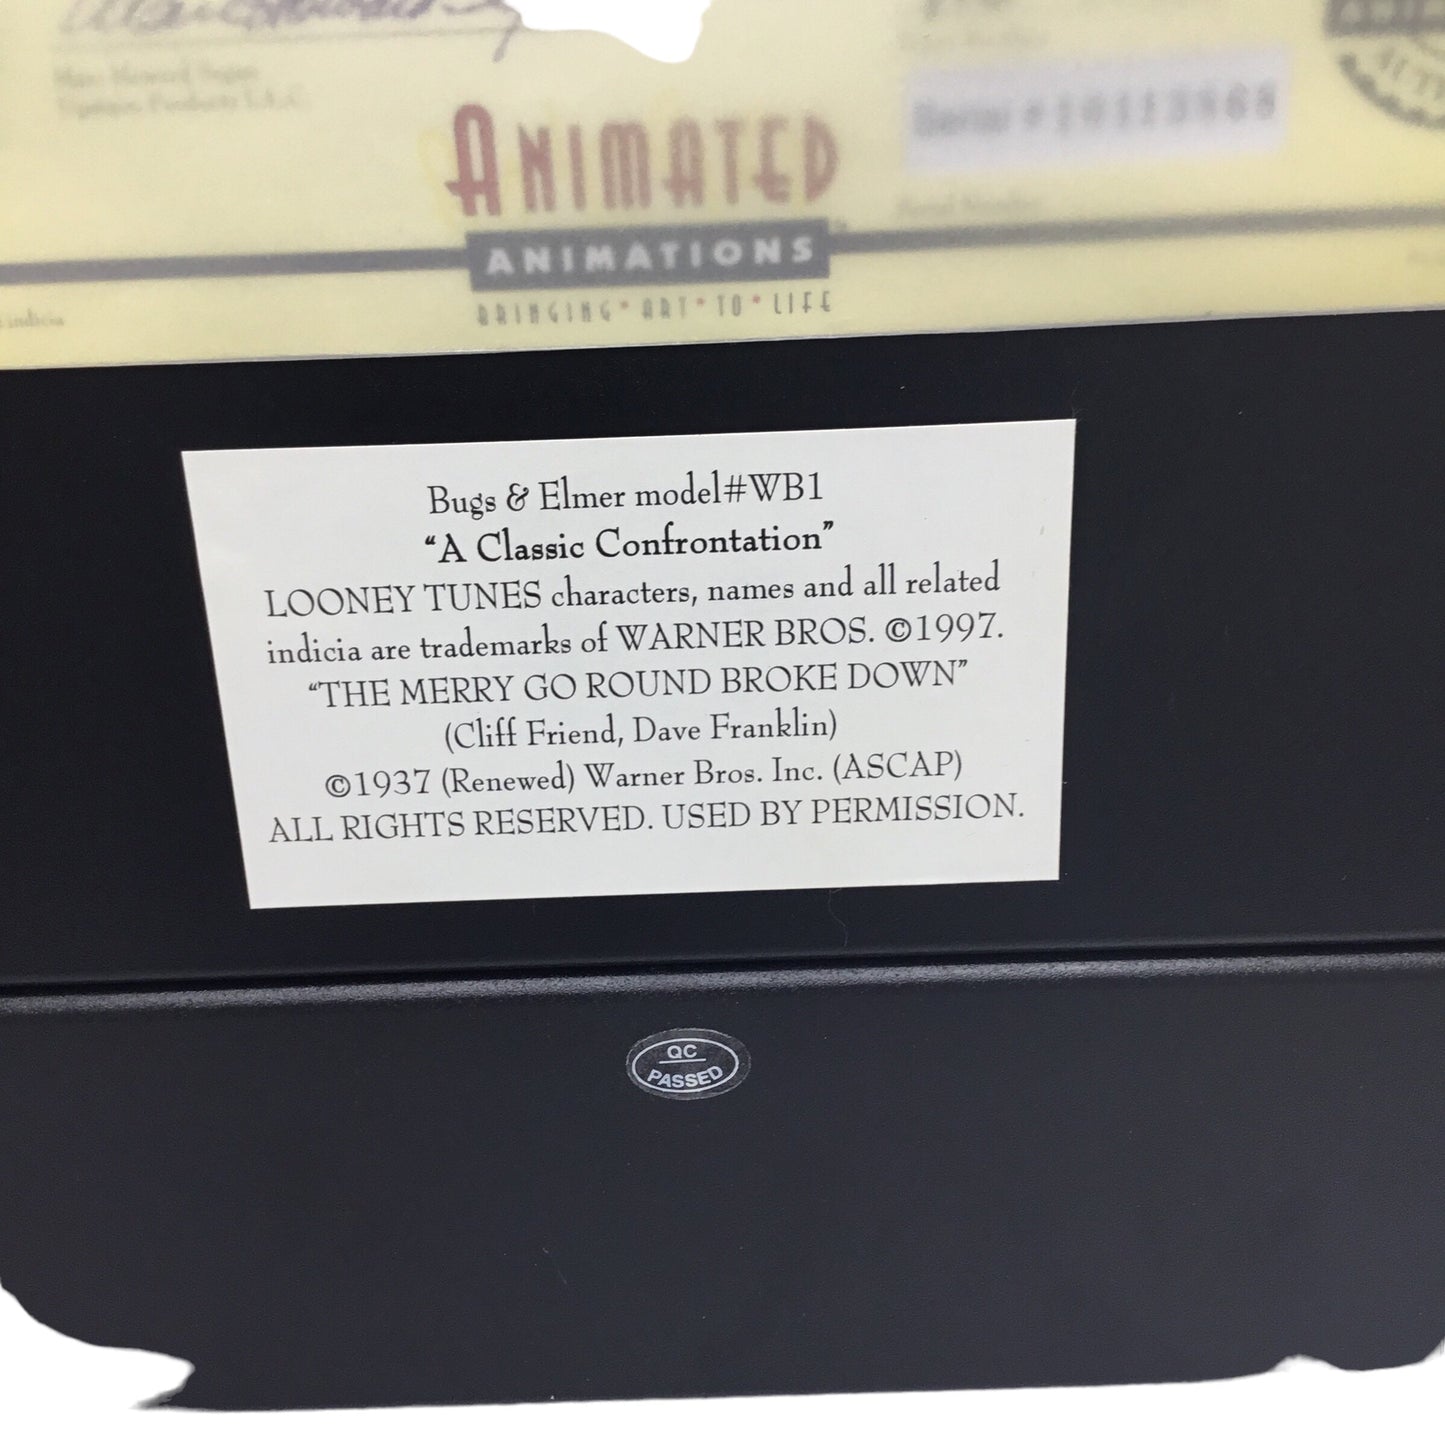 ANIMATED
ANIMATIONS
BRINGING * ART * TO * LIFE
indicia
Bugs & Elmer model#WB1
“A Classic Confrontation”
LOONEY TUNES characters, names and all related
indicia are trademarks of WARNER BROS. ©1997.
“THE MERRY GO ROUND BROKE DOWN”
(Cliff Friend, Dave Franklin)
©1937 (Renewed) Warner Bros. Inc. (ASCAP)
ALL RIGHTS RESERVED. USED BY PERMISSION.
QC
PASSED